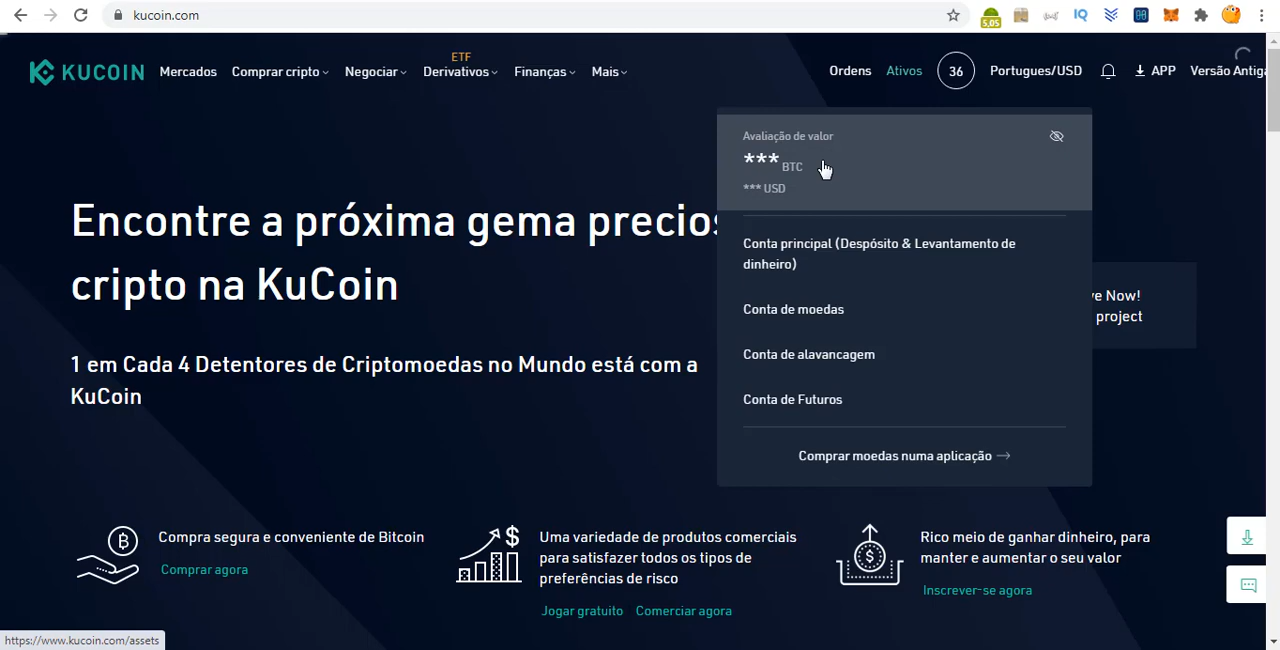 kucoin.com
5,05
IQ
KUCOIN
Mercados
Comprar cripto
Negociar
ETF
Derivativos
Finanças
Mais
Ordens
Ativos
36
Portugues/USD
APP
Versão Antiga
Avaliação de valor
*** BTC
*** USD
Conta principal (Despósito & Levantamento de
dinheiro)
Conta de moedas
Conta de alavancagem
Conta de Futuros
Comprar moedas numa aplicação
Encontre a próxima gema precios
cripto na KuCoin
1 em Cada 4 Detentores de Criptomoedas no Mundo está com a
KuCoin
ve Now!
project
Compra segura e conveniente de Bitcoin
Comprar agora
Uma variedade de produtos comerciais
para satisfazer todos os tipos de
preferências de risco
Jogar gratuito Comerciar agora
Rico meio de ganhar dinheiro, para
manter e aumentar o seu valor
Inscrever-se agora
https://www.kucoin.com/assets